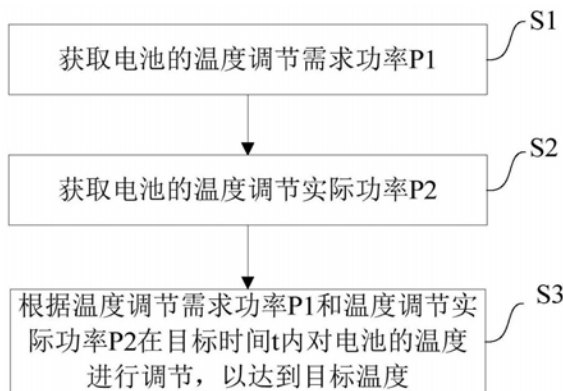 S1
获取电池的温度调节需求功率P1
S2
获取电池的温度调节实际功率P2
S3
根据温度调节需求功率P1和温度调节实
际功率P2在目标时间t内对电池的温度
进行调节，以达到目标温度